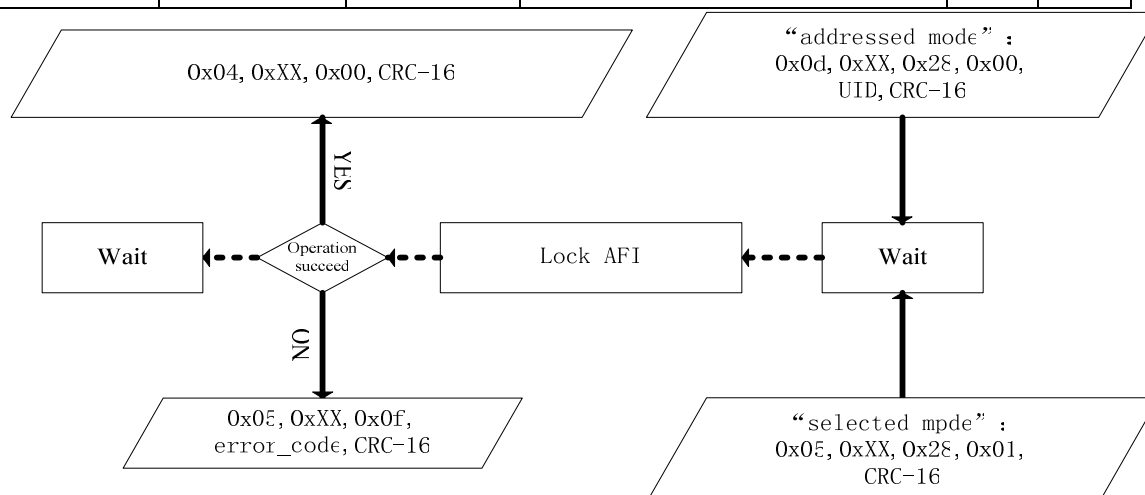 0x04, 0xXX, 0x00, CRC-16
“addressed mode” :
0x0d, 0xXX, 0x28, 0x00,
UID, CRC-16
YES
Wait
Operation
succeed
Lock AFI
Wait
ON
0x05, 0xXX, 0x0f,
error_code, CRC-16
“selected mpde” :
0x05, 0xXX, 0x28, 0x01,
CRC-16